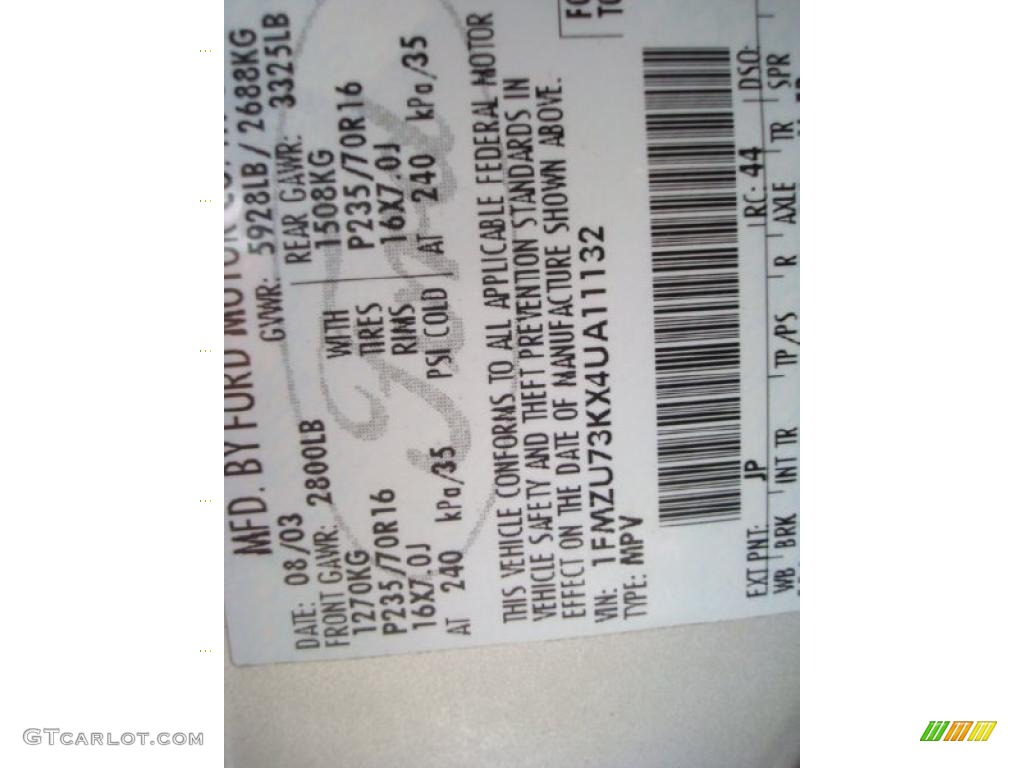 MFD. BY FORD MOTOR CO.
DATE: 08/03 GVWR: 5928LB / 2688KG
FRONT GAWR: 2800LB REAR GAWR: 3325LB
1270KG WITH 1508KG
P235/70R16 TIRES P235/70R16
16X7.0J RIMS 16X7.0J
AT 240 kPa/35 PSI COLD AT 240 kPa/35
THIS VEHICLE CONFORMS TO ALL APPLICABLE FEDERAL MOTOR
VEHICLE SAFETY AND THEFT PREVENTION STANDARDS IN
EFFECT ON THE DATE OF MANUFACTURE SHOWN ABOVE.
VIN: 1FMZU73KX4UA11132
TYPE: MPV
EXT PNT: JP RC: 44 DSO:
WB BRK INT TR TP/PS R AXLE TR SPR
GTCARLOT.COM